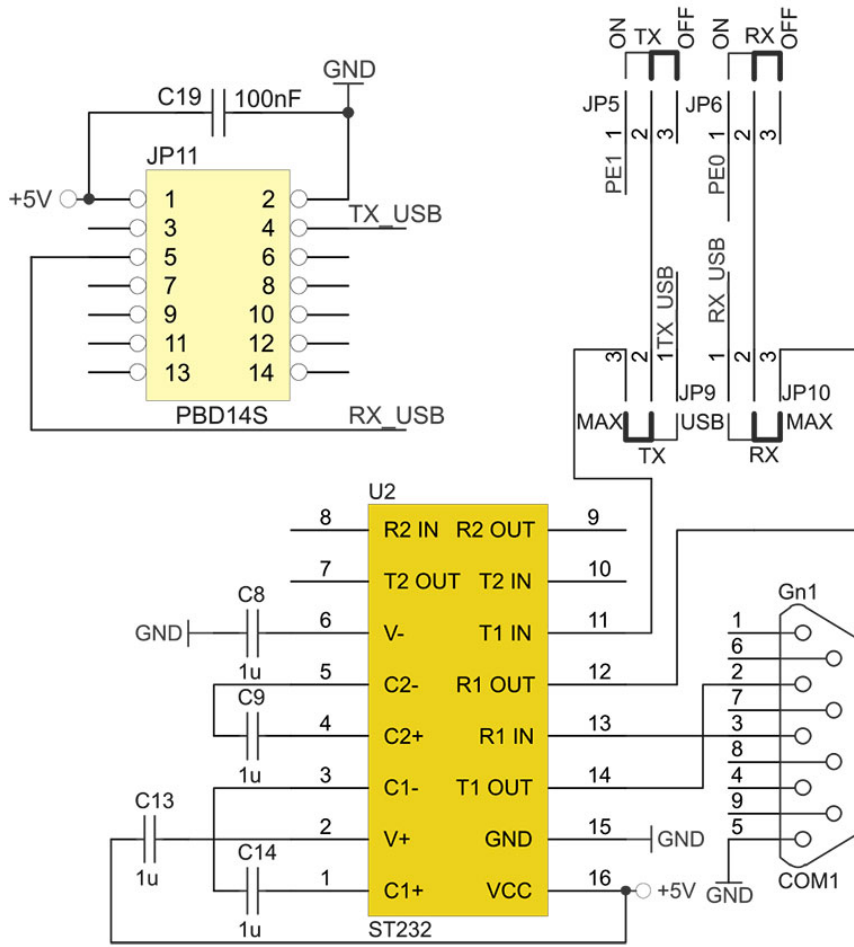 GND
C19 100nF
JP11
+5V
1 2
3 4 TX_USB
5 6
7 8
9 10
11 12
13 14
PBD14S RX_USB
ON TX OFF ON RX OFF
JP5 JP6
1 2 3 1 2 3
PE1 PE0
TX_USB RX_USB
3 2 1 1 2 3
JP9 JP10
MAX USB MAX
TX RX
U2
8 R2 IN R2 OUT 9
7 T2 OUT T2 IN 10
C8
GND 6 V- T1 IN 11
1u
5 C2- R1 OUT 12
C9
4 C2+ R1 IN 13
1u
3 C1- T1 OUT 14
C13
2 V+ GND 15 GND
1u C14
1 C1+ VCC 16 +5V
1u
ST232
Gn1
1
6
2
7
3
8
4
9
5
GND COM1